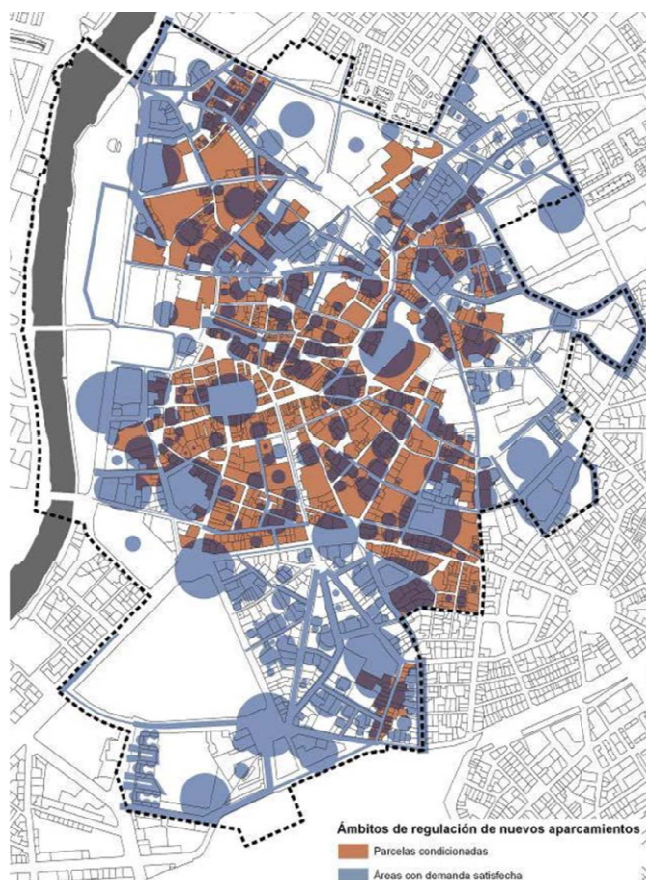 Ámbitos de regulación de nuevos aparcamientos
Parcelas condicionadas
Áreas con demanda satisfecha